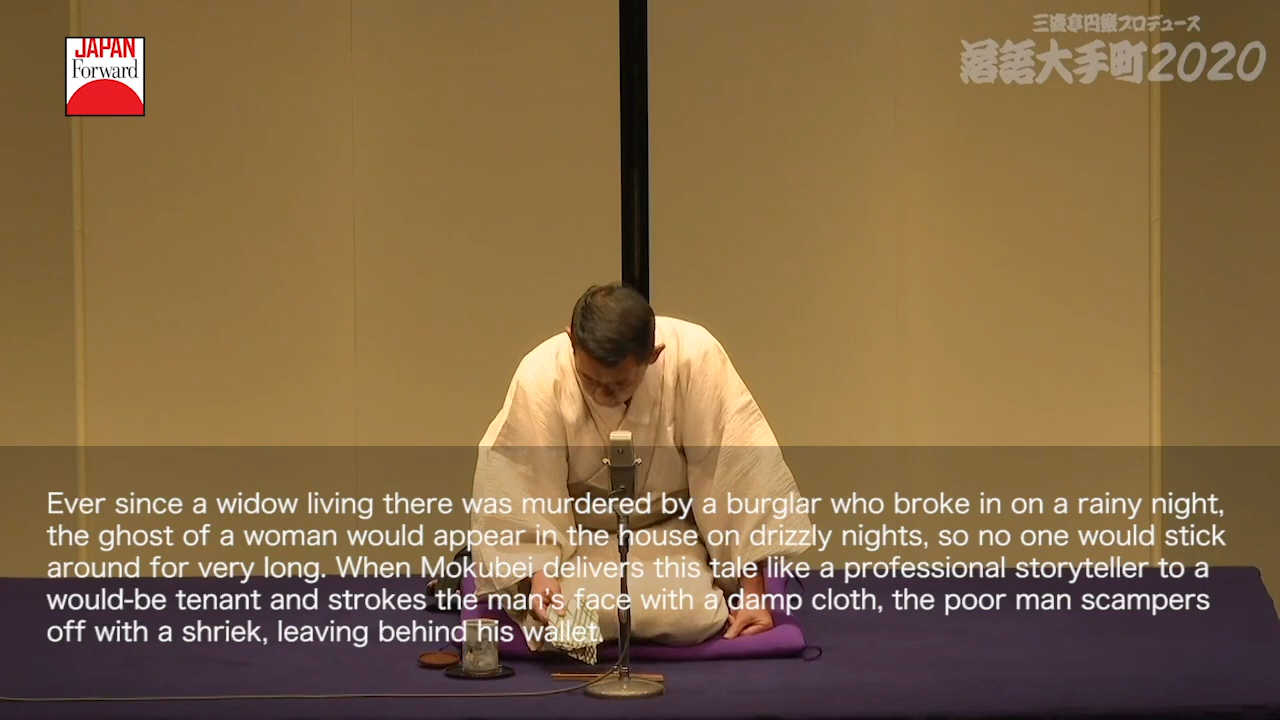 JAPAN
Forward
三遊亭円楽プロデュース
落語大手町2020
Ever since a widow living there was murdered by a burglar who broke in on a rainy night,
the ghost of a woman would appear in the house on drizzly nights, so no one would stick
around for very long. When Mokubei delivers this tale like a professional storyteller to a
would-be tenant and strokes the man's face with a damp cloth, the poor man scampers
off with a shriek, leaving behind his wallet.